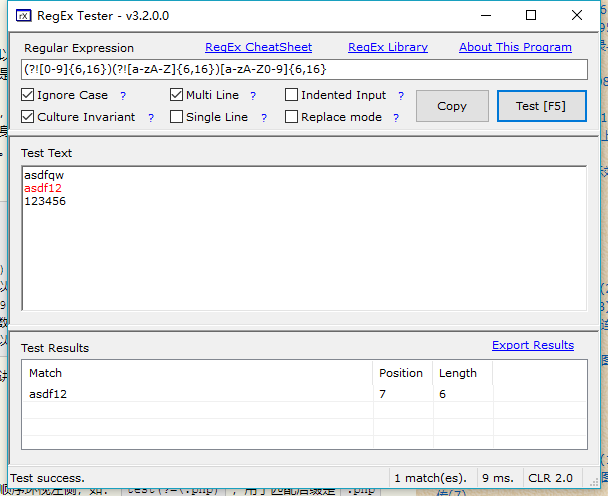 RegEx Tester - v3.2.0.0
Regular Expression
RegEx CheatSheet
RegEx Library
About This Program
(?![0-9]{6,16})(?![a-zA-Z]{6,16})[a-zA-Z0-9]{6,16}
Ignore Case ?
Multi Line ?
Indented Input ?
Copy
Test [F5]
Culture Invariant ?
Single Line ?
Replace mode ?
Test Text
asdfqw
asdf12
123456
Test Results
Export Results
Match Position Length
asdf12 7 6
Test success.
1 match(es).
9 ms.
CLR 2.0